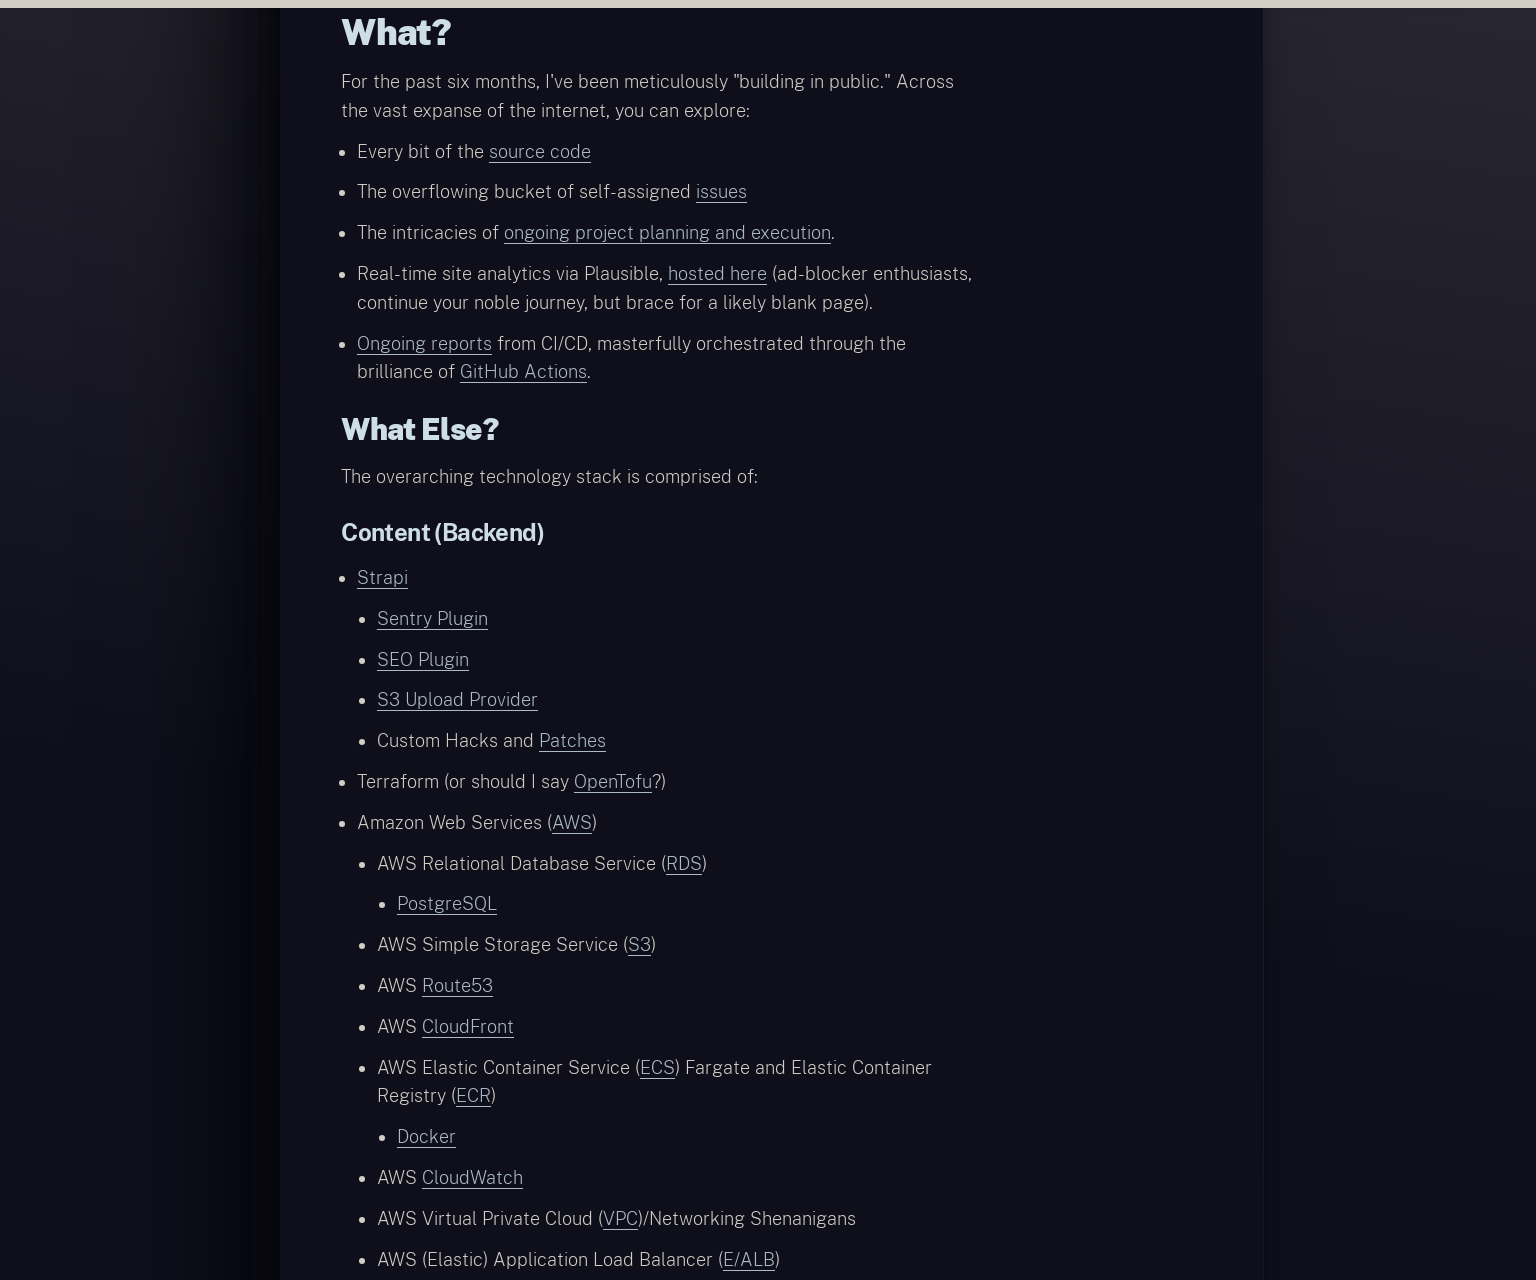 What?
For the past six months, I've been meticulously "building in public." Across
the vast expanse of the internet, you can explore:
Every bit of the source code
The overflowing bucket of self-assigned issues
The intricacies of ongoing project planning and execution.
Real-time site analytics via Plausible, hosted here (ad-blocker enthusiasts,
continue your noble journey, but brace for a likely blank page).
Ongoing reports from CI/CD, masterfully orchestrated through the
brilliance of GitHub Actions.
What Else?
The overarching technology stack is comprised of:
Content (Backend)
Strapi
Sentry Plugin
SEO Plugin
S3 Upload Provider
Custom Hacks and Patches
Terraform (or should I say OpenTofu?)
Amazon Web Services (AWS)
AWS Relational Database Service (RDS)
PostgreSQL
AWS Simple Storage Service (S3)
AWS Route53
AWS CloudFront
AWS Elastic Container Service (ECS) Fargate and Elastic Container
Registry (ECR)
Docker
AWS CloudWatch
AWS Virtual Private Cloud (VPC)/Networking Shenanigans
AWS (Elastic) Application Load Balancer (E/ALB)